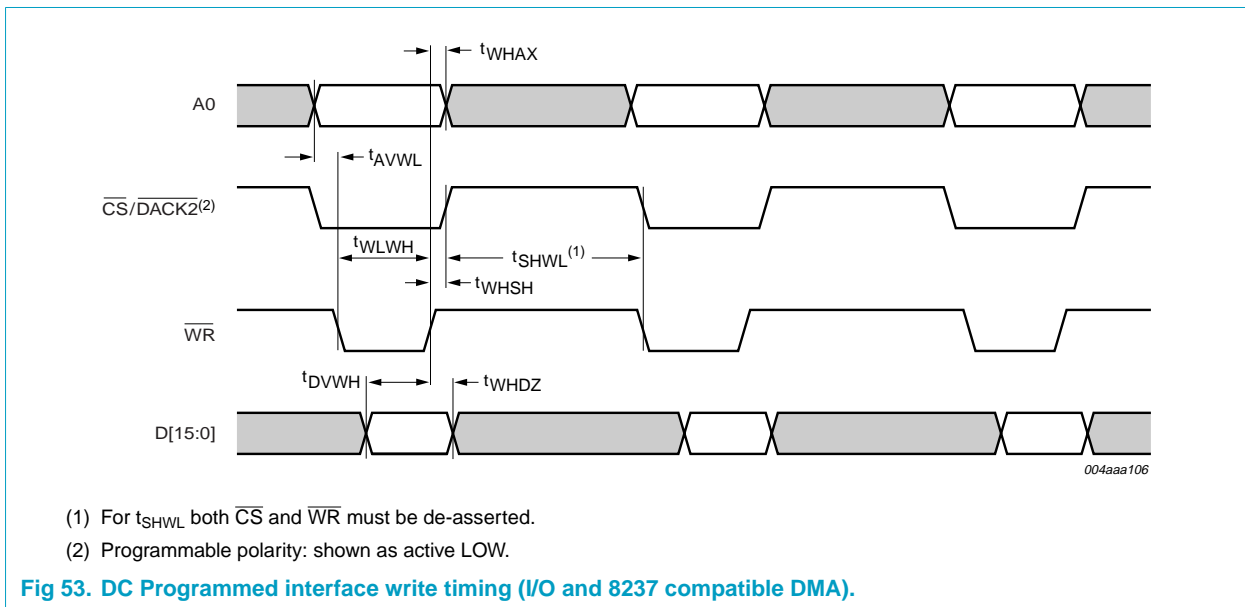 tWHAX
A0
tAVWL
CS/DACK2(2)
tWLWH
tSHWL(1)
tWHSH
WR
tDVWH
tWHDZ
D[15:0]
004aaa106
(1) For tSHWL both CS and WR must be de-asserted.
(2) Programmable polarity: shown as active LOW.
Fig 53. DC Programmed interface write timing (I/O and 8237 compatible DMA).